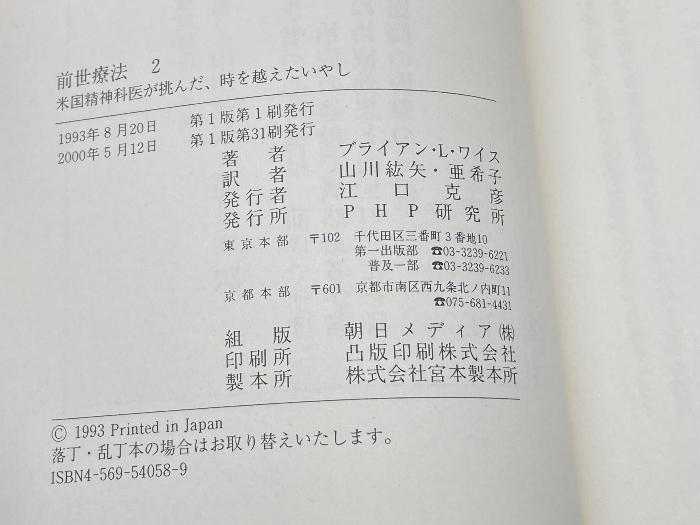 前世療法　2
米国精神科医が挑んだ、時を越えたいやし
1993年8月20日　第1版第1刷発行
2000年5月12日　第1版第31刷発行
著者　ブライアン・L・ワイス
訳者　山川紘矢・亜希子
発行者　江口克彦
発行所　PHP研究所
東京本部　〒102　千代田区三番町3番地10
第一出版部　☎03-3239-6221
普及一部　☎03-3239-6233
京都本部　〒601　京都市南区西九条北ノ内町11
☎075-681-4431
組版　朝日メディア㈱
印刷所　凸版印刷株式会社
製本所　株式会社宮本製本所
© 1993 Printed in Japan
落丁・乱丁本の場合はお取り替えいたします。
ISBN4-569-54058-9